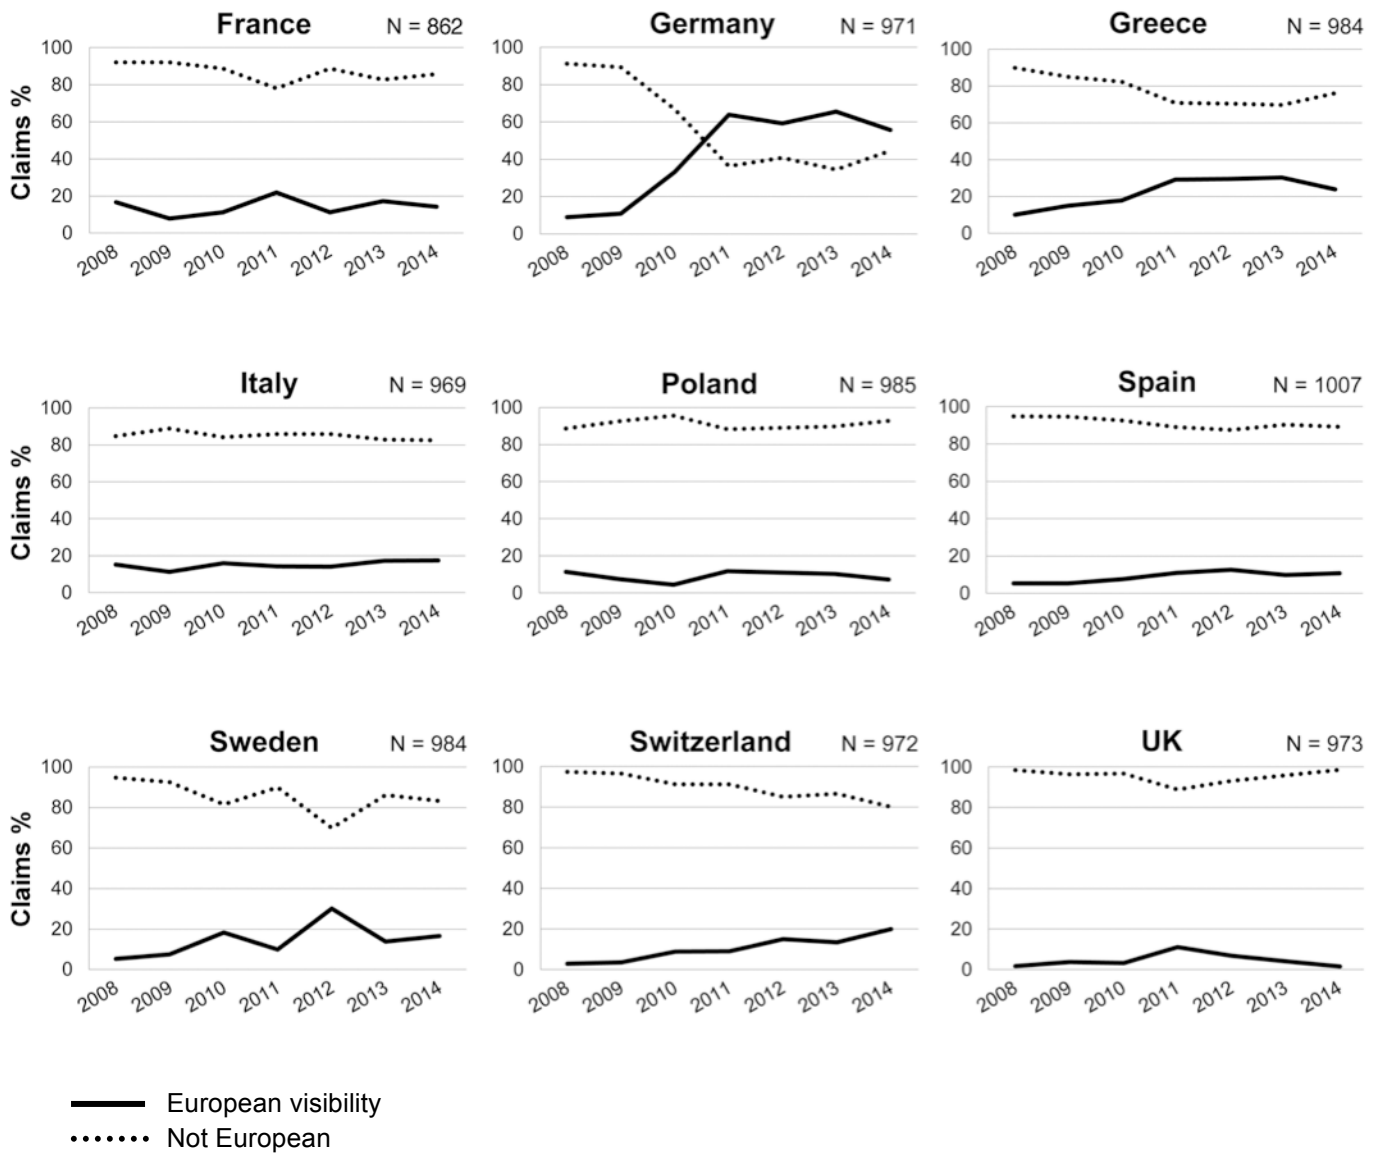 France N = 862
Germany N = 971
Greece N = 984
Claims %
100
80
60
40
20
0
2008 2009 2010 2011 2012 2013 2014
100
80
60
40
20
0
2008 2009 2010 2011 2012 2013 2014
100
80
60
40
20
0
2008 2009 2010 2011 2012 2013 2014
Italy N = 969
Poland N = 985
Spain N = 1007
Claims %
100
80
60
40
20
0
2008 2009 2010 2011 2012 2013 2014
100
80
60
40
20
0
2008 2009 2010 2011 2012 2013 2014
100
80
60
40
20
0
2008 2009 2010 2011 2012 2013 2014
Sweden N = 984
Switzerland N = 972
UK N = 973
Claims %
100
80
60
40
20
0
2008 2009 2010 2011 2012 2013 2014
100
80
60
40
20
0
2008 2009 2010 2011 2012 2013 2014
100
80
60
40
20
0
2008 2009 2010 2011 2012 2013 2014
European visibility
Not European